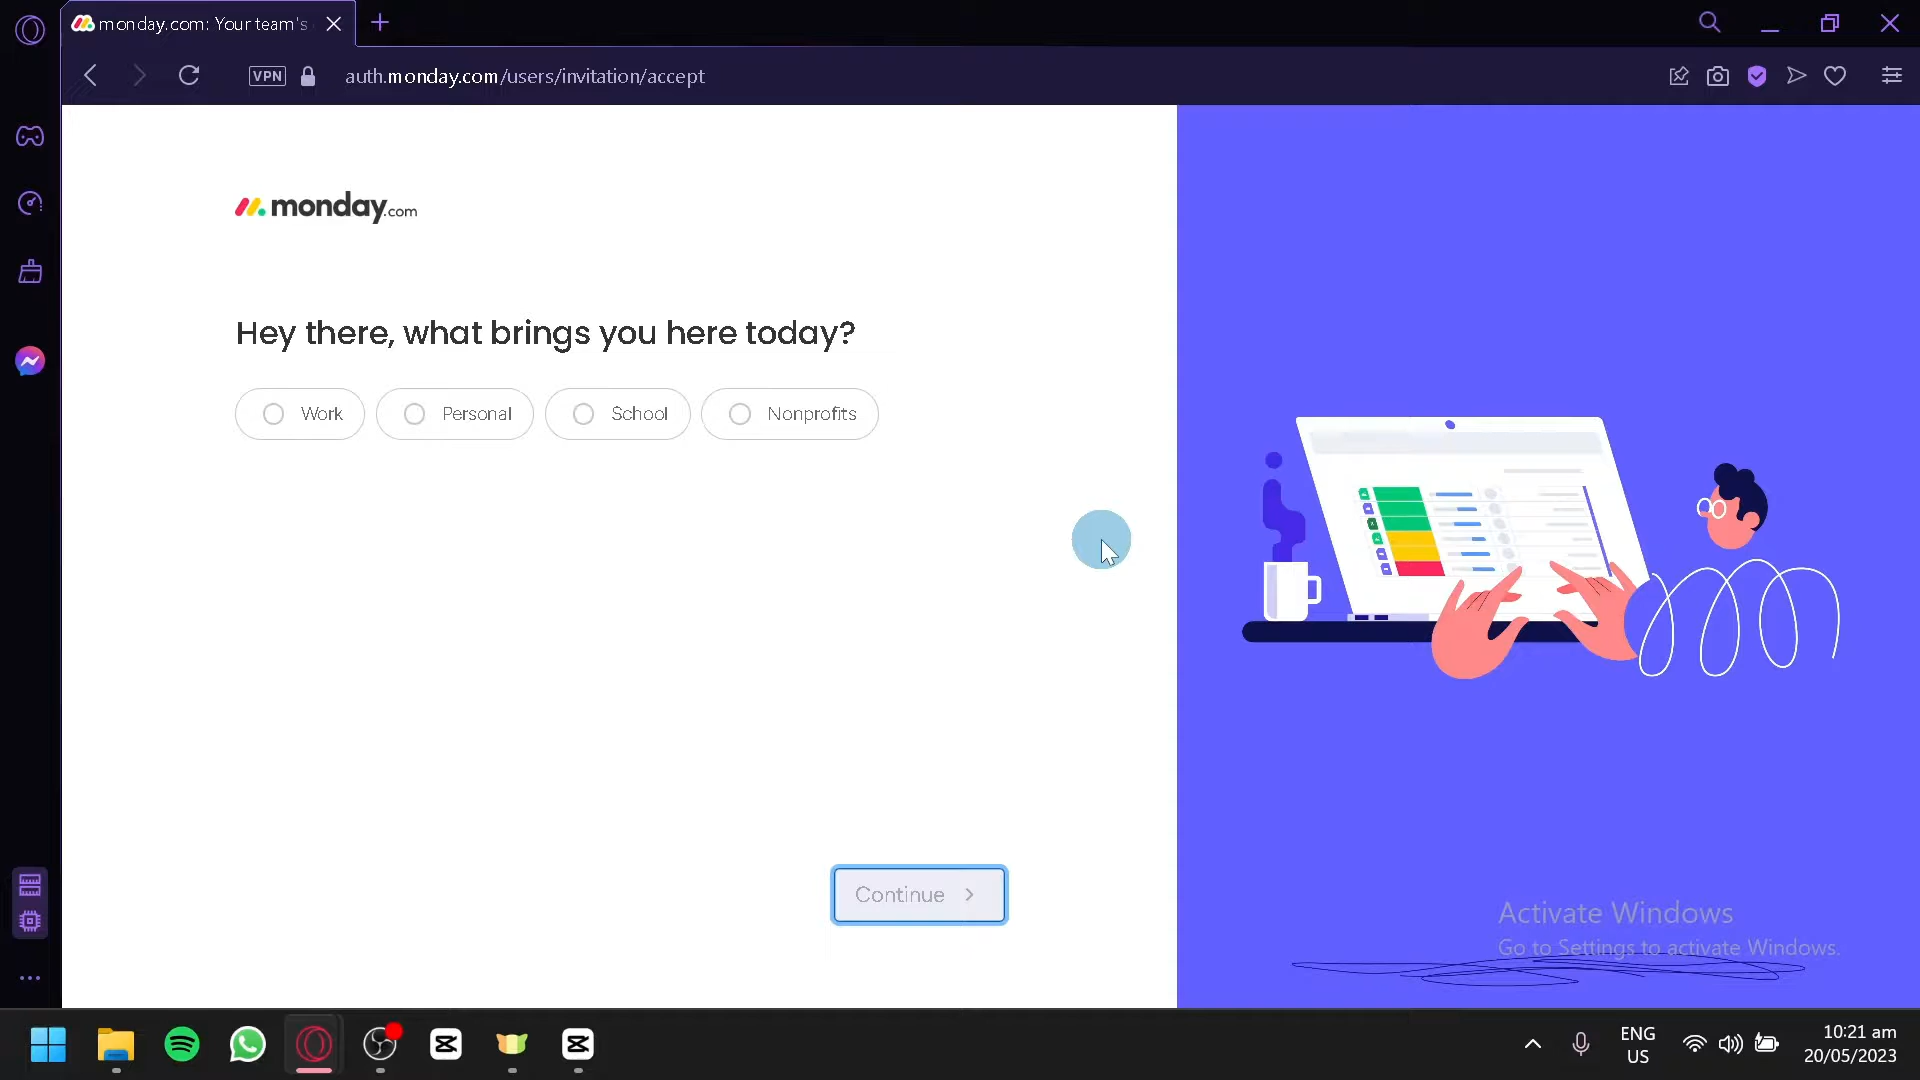 monday.com: Your team's
VPN
auth.monday.com/users/invitation/accept
monday.com
Hey there, what brings you here today?
Work
Personal
School
Nonprofits
Continue
Activate Windows
Go to Settings to activate Windows.
ENG
US
10:21 am
20/05/2023